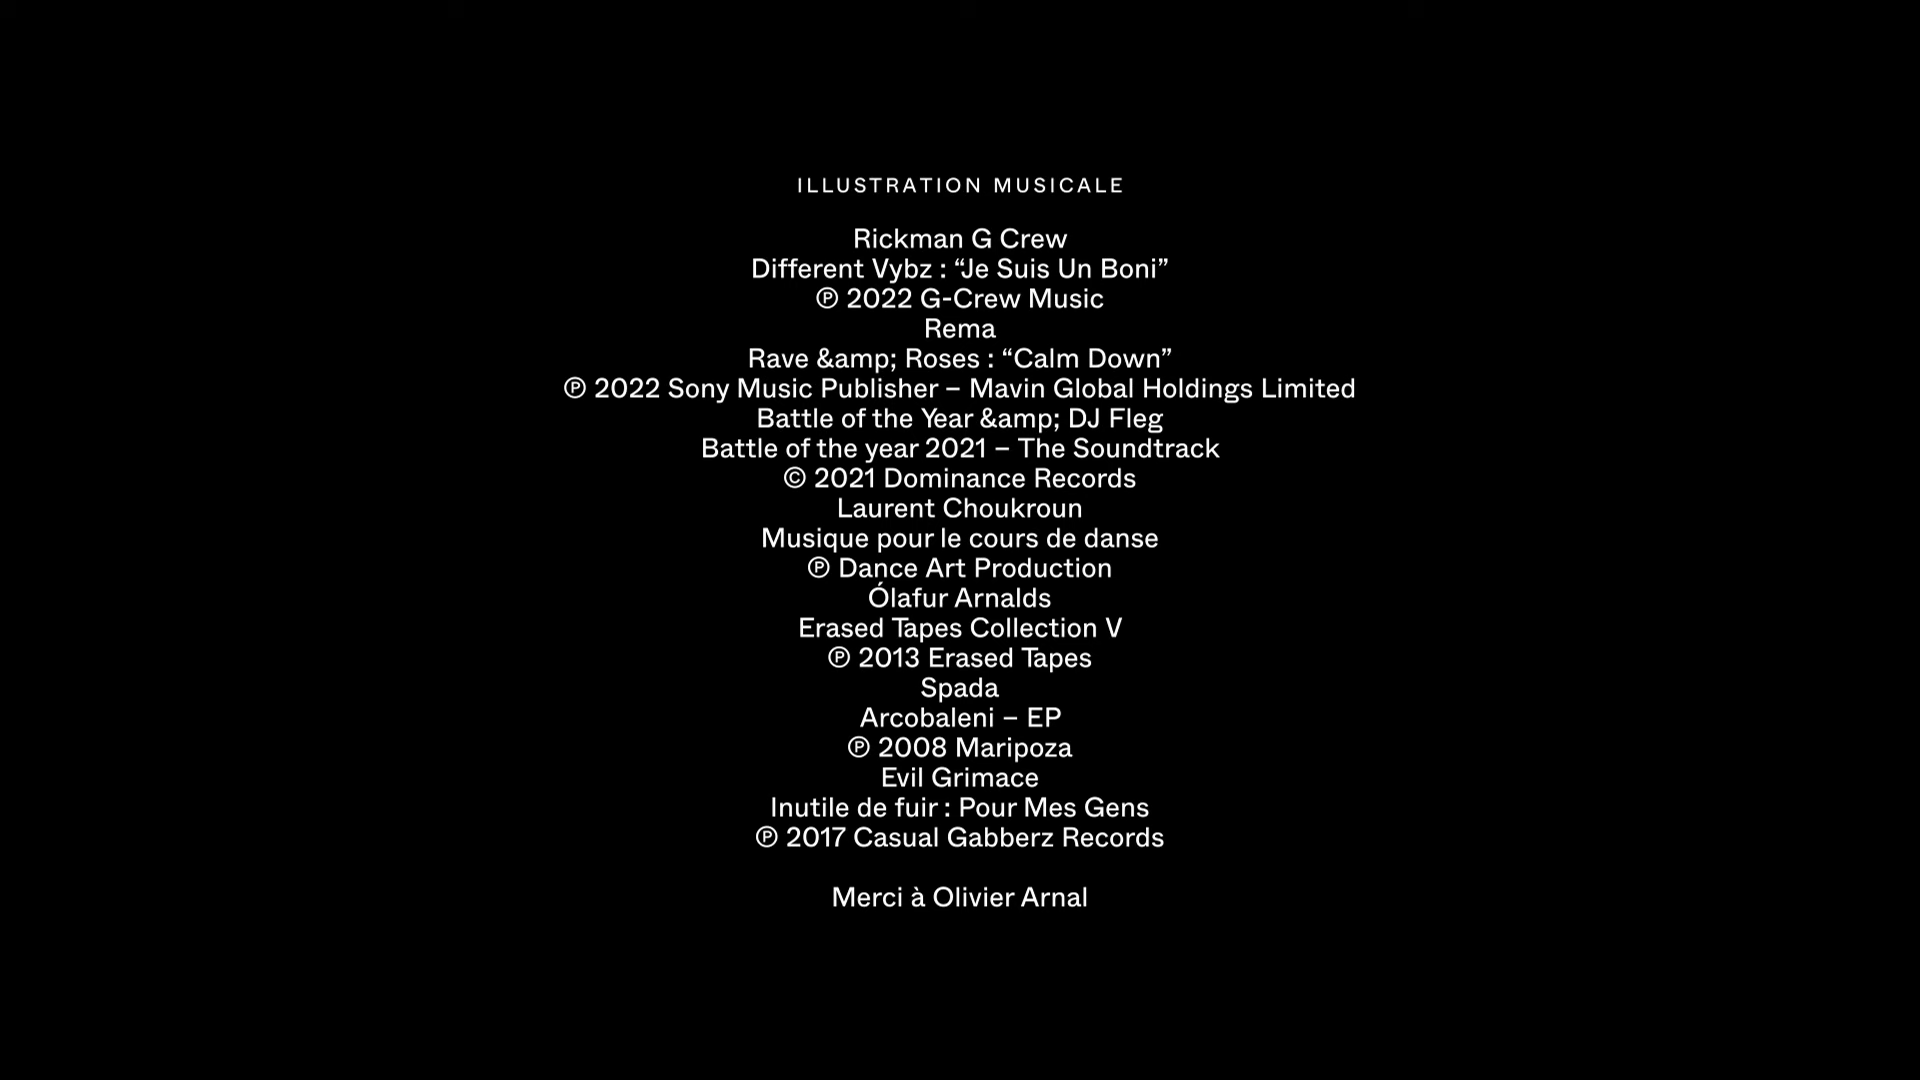 ILLUSTRATION MUSICALE
Rickman G Crew
Different Vybz : “Je Suis Un Boni”
℗ 2022 G-Crew Music
Rema
Rave &amp; Roses : “Calm Down”
℗ 2022 Sony Music Publisher – Mavin Global Holdings Limited
Battle of the Year &amp; DJ Fleg
Battle of the year 2021 – The Soundtrack
© 2021 Dominance Records
Laurent Choukroun
Musique pour le cours de danse
℗ Dance Art Production
Ólafur Arnalds
Erased Tapes Collection V
℗ 2013 Erased Tapes
Spada
Arcobaleni – EP
℗ 2008 Maripoza
Evil Grimace
Inutile de fuir : Pour Mes Gens
℗ 2017 Casual Gabberz Records
Merci à Olivier Arnal